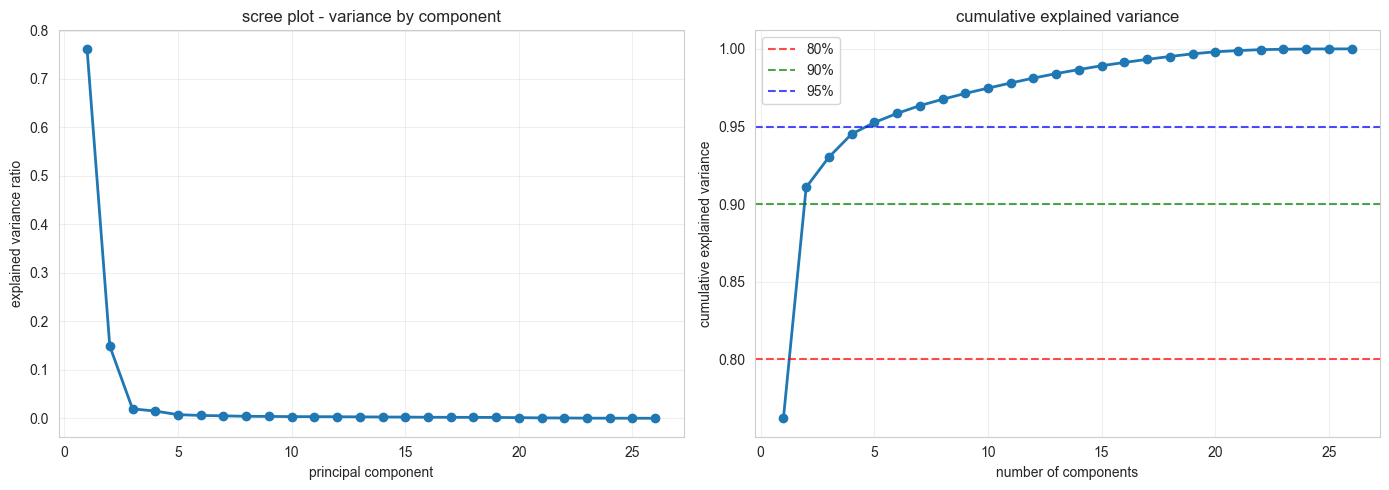 scree plot - variance by component
explained variance ratio
0.8
0.7
0.6
0.5
0.4
0.3
0.2
0.1
0.0
0 5 10 15 20 25
principal component
cumulative explained variance
80%
90%
95%
cumulative explained variance
1.00
0.95
0.90
0.85
0.80
0 5 10 15 20 25
number of components